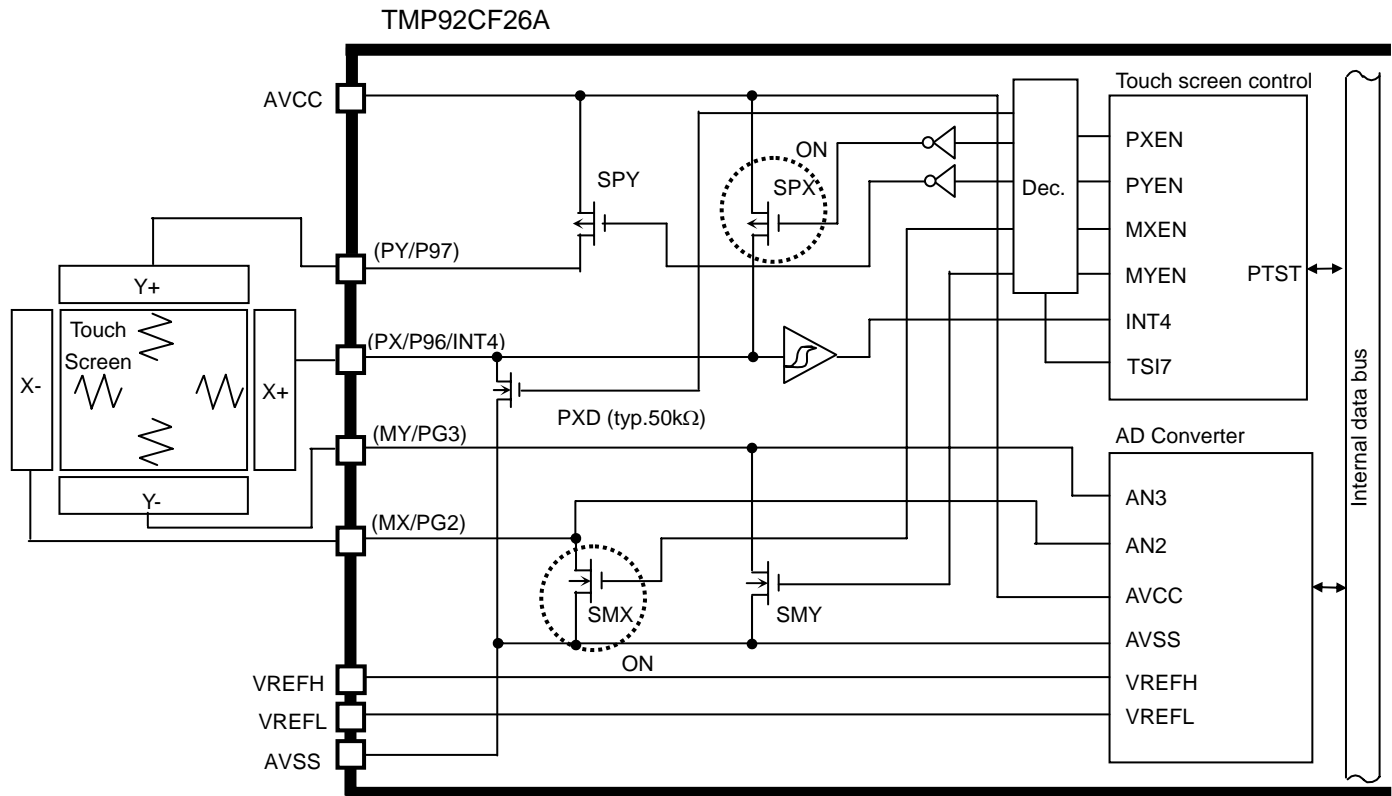 TMP92CF26A
AVCC
Touch screen control
ON
SPY
SPX
Dec.
PXEN
PYEN
MXEN
MYEN
PTST
INT4
TSI7
Internal data bus
(PY/P97)
Y+
Touch
Screen
X-
X+
Y-
(PX/P96/INT4)
PXD (typ.50kΩ)
(MY/PG3)
(MX/PG2)
AD Converter
AN3
AN2
AVCC
AVSS
VREFH
VREFL
SMX
SMY
ON
VREFH
VREFL
AVSS